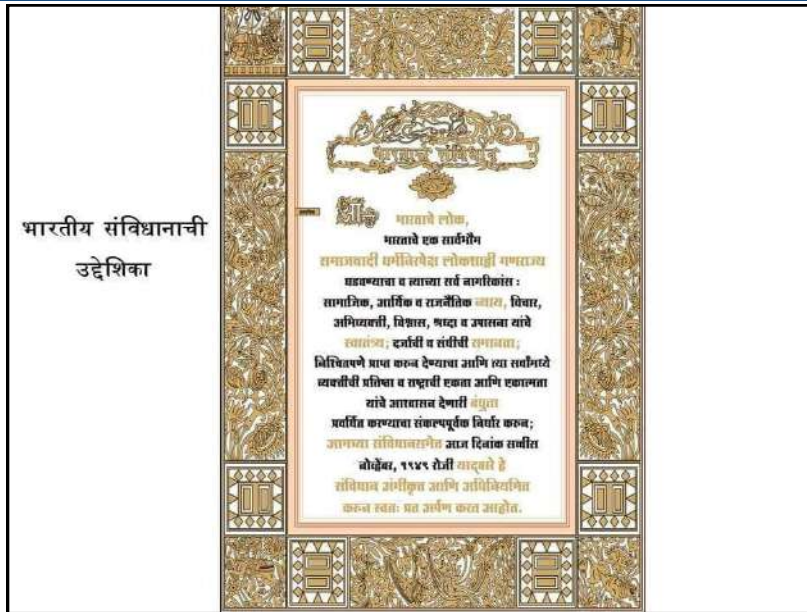 भारतीय संविधानाची
उद्देशिका
भारताचे संविधान
भारताचे लोक,
भारताचे एक सार्वभौम
समाजवादी धर्मनिरपेक्ष लोकशाही गणराज्य
घडवण्याचा व त्याच्या सर्व नागरिकांस :
सामाजिक, आर्थिक व राजनैतिक न्याय, विचार,
अभिव्यक्ती, विश्वास, श्रध्दा व उपासना यांचे
स्वातंत्र्य; दर्जाची व संधीची समानता;
निश्चितपणे प्राप्त करून देण्याचा आणि त्या सर्वांमध्ये
व्यक्तीची प्रतिष्ठा व राष्ट्राची एकता आणि एकात्मता
यांचे आश्वासन देणारी बंधुता
प्रवर्धित करण्याचा संकल्पपूर्वक निर्धार करून;
आमच्या संविधानसभेत आज दिनांक सव्वीस
नोव्हेंबर, १९४९ रोजी याद्वारे हे
संविधान अंगीकृत आणि अधिनियमित
करून स्वतः प्रत अर्पण करत आहोत.